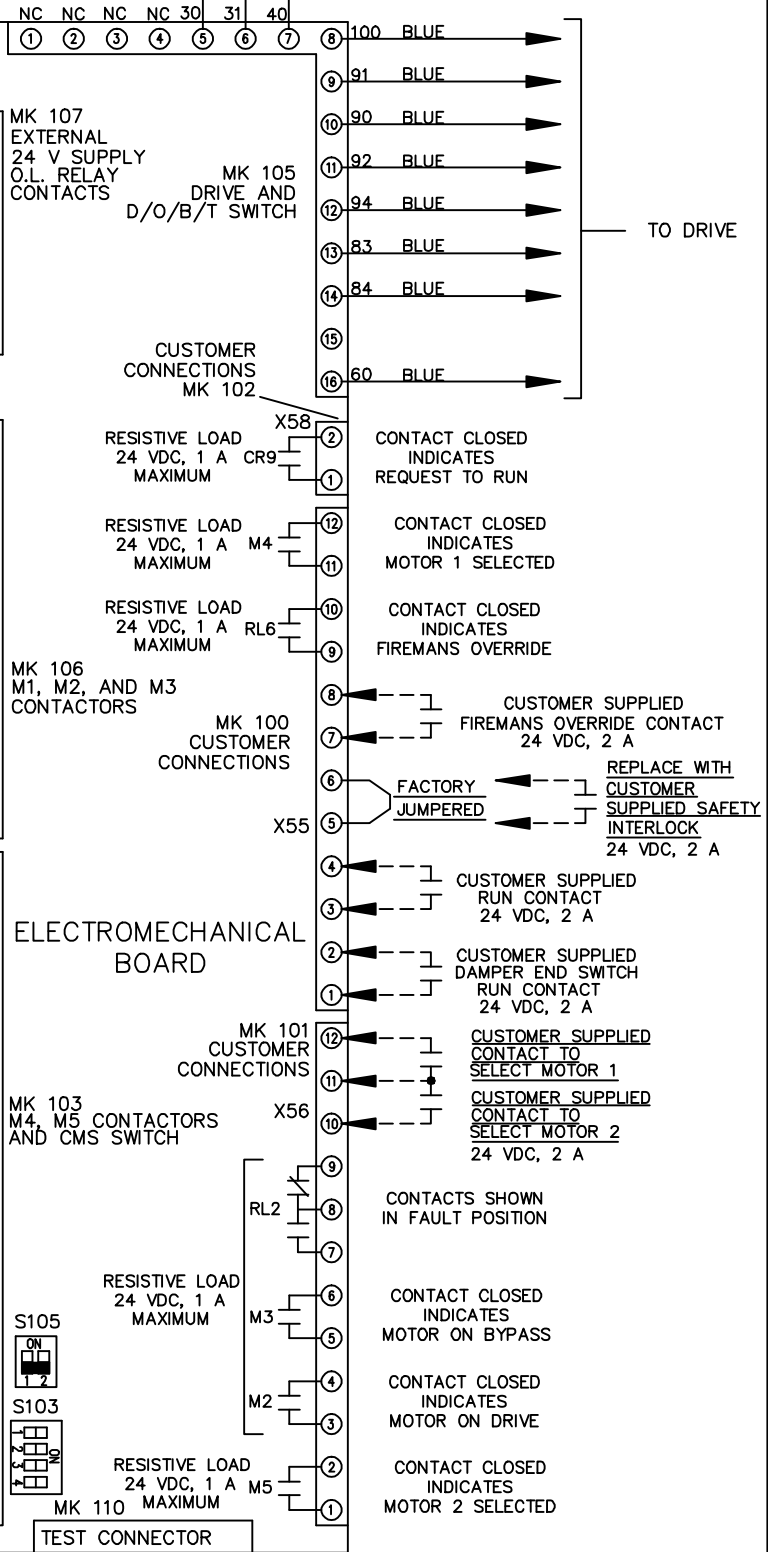 NC NC NC NC 30 31 40
1 2 3 4 5 6 7 8 100 BLUE
9 91 BLUE
10 90 BLUE
11 92 BLUE
12 94 BLUE
13 83 BLUE
14 84 BLUE
15
16 60 BLUE
TO DRIVE
MK 107
EXTERNAL
24 V SUPPLY
O.L. RELAY
CONTACTS
MK 105
DRIVE AND
D/O/B/T SWITCH
CUSTOMER
CONNECTIONS
MK 102
X58
2
1
RESISTIVE LOAD
24 VDC, 1 A
MAXIMUM
CR9
CONTACT CLOSED
INDICATES
REQUEST TO RUN
12
11
RESISTIVE LOAD
24 VDC, 1 A
MAXIMUM
M4
CONTACT CLOSED
INDICATES
MOTOR 1 SELECTED
10
9
RESISTIVE LOAD
24 VDC, 1 A
MAXIMUM
RL6
CONTACT CLOSED
INDICATES
FIREMANS OVERRIDE
MK 106
M1, M2, AND M3
CONTACTORS
MK 100
CUSTOMER
CONNECTIONS
8
7
CUSTOMER SUPPLIED
FIREMANS OVERRIDE CONTACT
24 VDC, 2 A
6
5
X55
FACTORY
JUMPERED
REPLACE WITH
CUSTOMER
SUPPLIED SAFETY
INTERLOCK
24 VDC, 2 A
4
3
CUSTOMER SUPPLIED
RUN CONTACT
24 VDC, 2 A
ELECTROMECHANICAL
BOARD
2
1
CUSTOMER SUPPLIED
DAMPER END SWITCH
RUN CONTACT
24 VDC, 2 A
MK 101
CUSTOMER
CONNECTIONS
X56
12
11
10
CUSTOMER SUPPLIED
CONTACT TO
SELECT MOTOR 1
CUSTOMER SUPPLIED
CONTACT TO
SELECT MOTOR 2
24 VDC, 2 A
MK 103
M4, M5 CONTACTORS
AND CMS SWITCH
9
8
7
RL2
CONTACTS SHOWN
IN FAULT POSITION
RESISTIVE LOAD
24 VDC, 1 A
MAXIMUM
6
5
M3
CONTACT CLOSED
INDICATES
MOTOR ON BYPASS
4
3
M2
CONTACT CLOSED
INDICATES
MOTOR ON DRIVE
S105
ON
1 2
S103
1
2
3
4
ON
RESISTIVE LOAD
24 VDC, 1 A
MAXIMUM
M5
2
1
CONTACT CLOSED
INDICATES
MOTOR 2 SELECTED
MK 110
TEST CONNECTOR